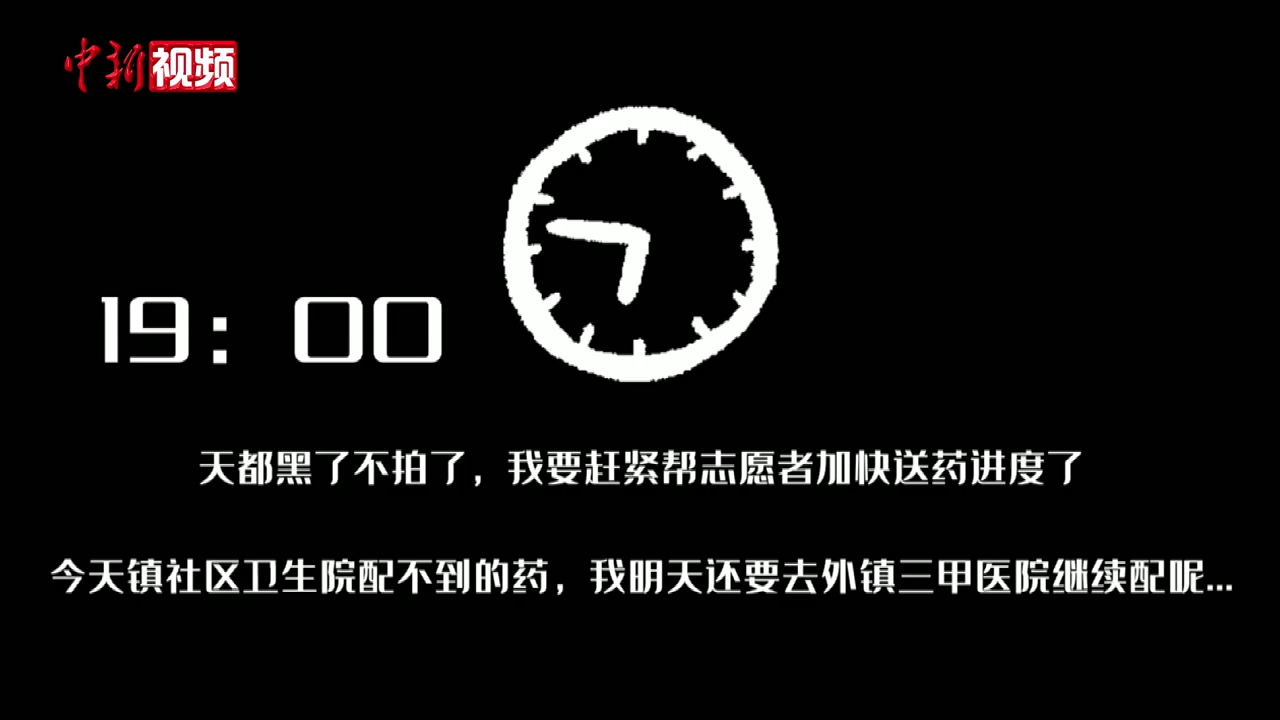 中新视频
19：00
天都黑了不拍了，我要赶紧帮志愿者加快送药进度了
今天镇社区卫生院配不到的药，我明天还要去外镇三甲医院继续配呢...